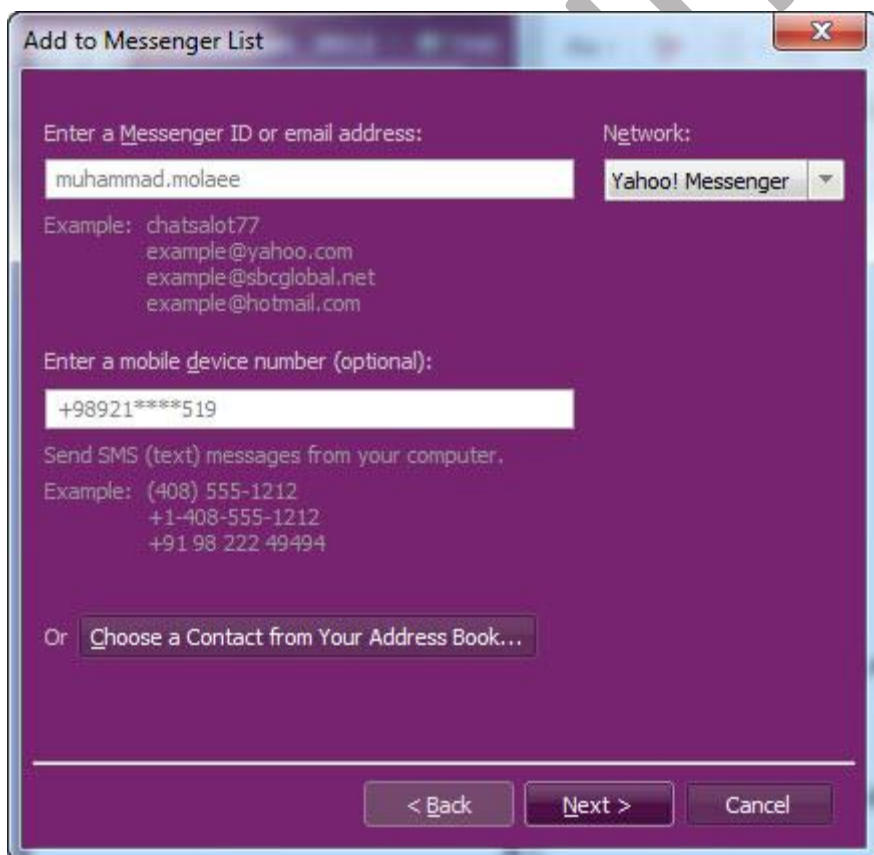 Add to Messenger List
Enter a Messenger ID or email address:
Network:
muhammad.molaee
Yahoo! Messenger
Example: chatsalot77
example@yahoo.com
example@sbcglobal.net
example@hotmail.com
Enter a mobile device number (optional):
+98921****519
Send SMS (text) messages from your computer.
Example: (408) 555-1212
+1-408-555-1212
+91 98 222 49494
Or Choose a Contact from Your Address Book...
< Back Next > Cancel